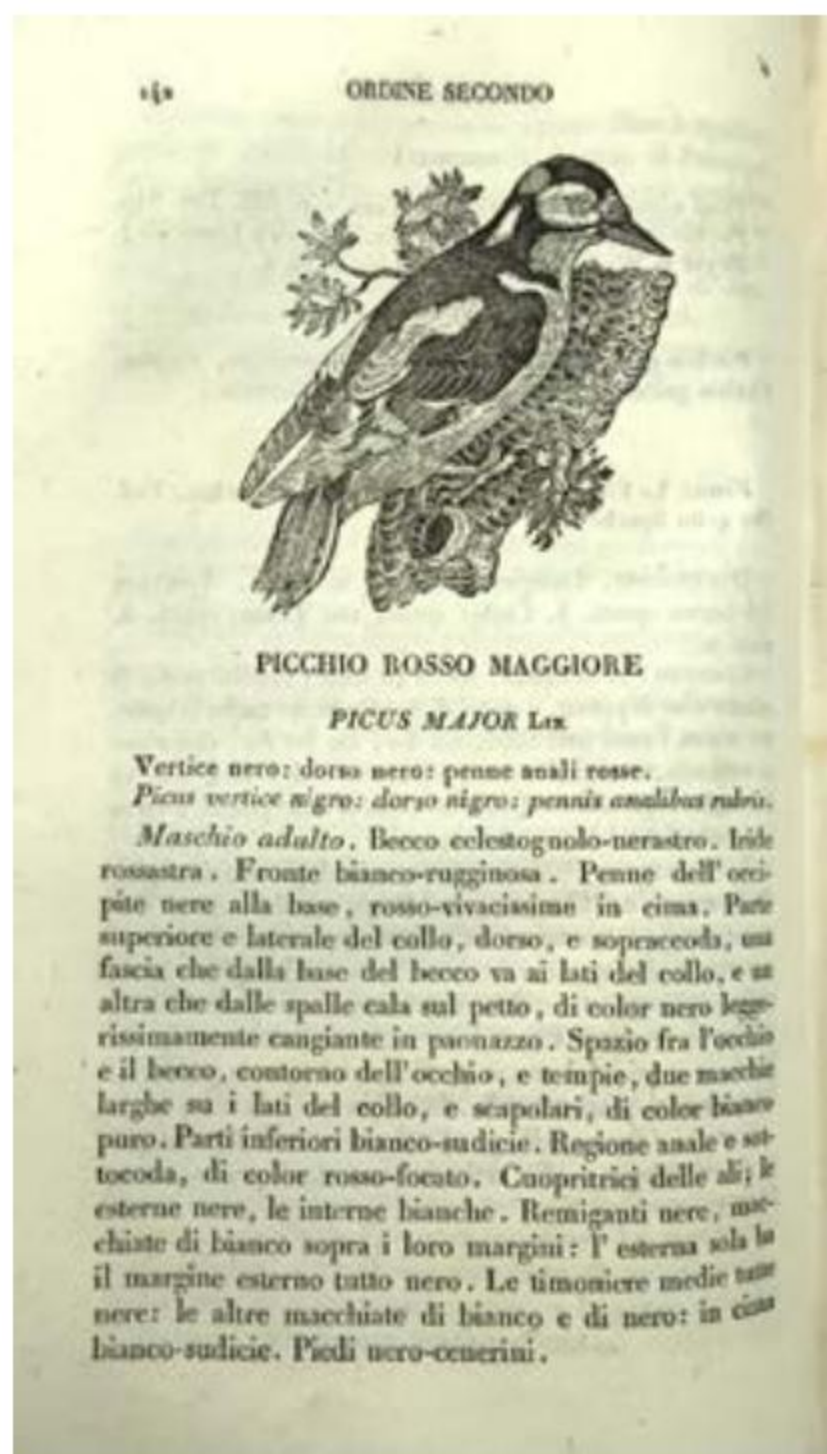 ORDINE SECONDO
PICCHIO ROSSO MAGGIORE
PICUS MAJOR Lin
Vertice nero: dorso nero: penne anali rosse.
Picus vertice nigro: dorso nigro: pennis analibus rubris.
Maschio adulto. Becco celestognolo-nerastro. Iride
rossastra. Fronte bianco-rugginosa. Penne dell'occi-
pite nere alla base, rosso-vivacissime in cima. Parte
superiore e laterale del collo, dorso, e sopraccoda, una
fascia che dalla base del becco va ai lati del collo, e un
altra che dalle spalle cala sul petto, di color nero legge-
rissimamente cangiante in paonazzo. Spazio fra l'occhio
e il becco, contorno dell'occhio, e tempie, due macchie
larghe su i lati del collo, e scapolari, di color bianco
puro. Parti inferiori bianco-sudicie. Regione anale e sot-
tocoda, di color rosso-focato. Cuopritrici delle ali; le
esterne nere, le interne bianche. Remiganti nere, mac-
chiate di bianco sopra i loro margini: l' esterna sola ha
il margine esterno tutto nero. Le timoniere medie tutte
nere: le altre macchiate di bianco e di nero: in cima
bianco-sudicie. Piedi nero-cenerini.